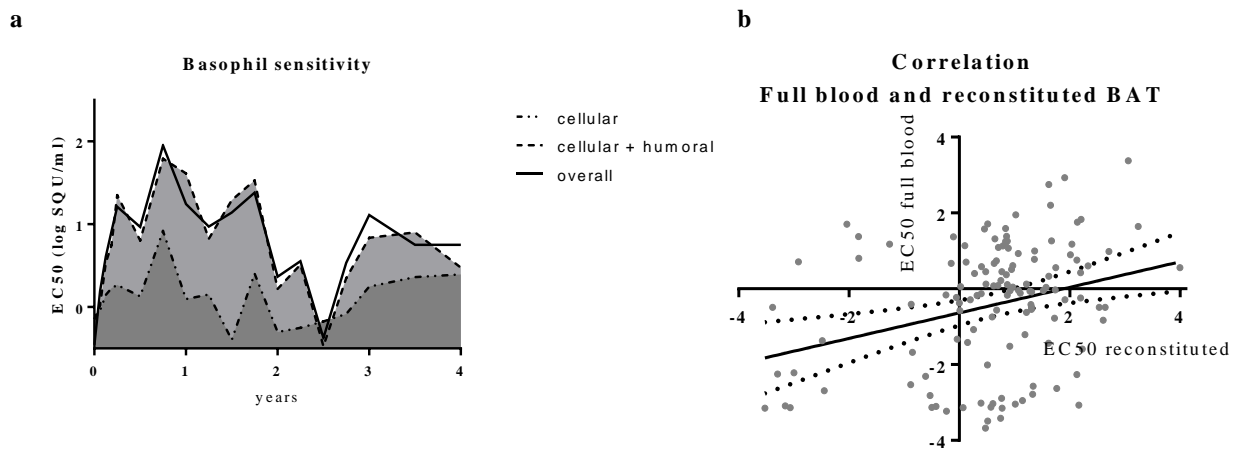 a
Basophil sensitivity
EC50 (log SQU/ml)
2
1
0
0 1 2 3 4
years
cellular
cellular + humoral
overall
b
Correlation
Full blood and reconstituted BAT
EC50 full blood
4
2
-4 -2 2 4
EC50 reconstituted
-2
-4